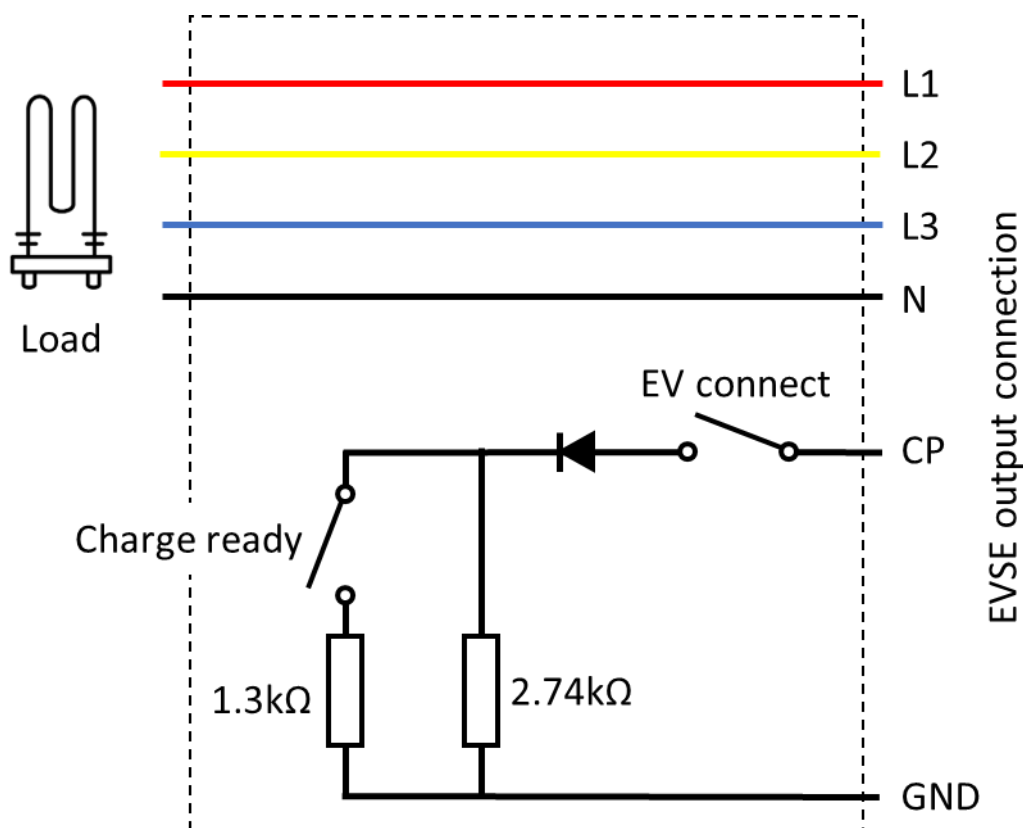 L1
L2
L3
N
Load
EV connect
CP
Charge ready
1.3kΩ
2.74kΩ
GND
EVSE output connection